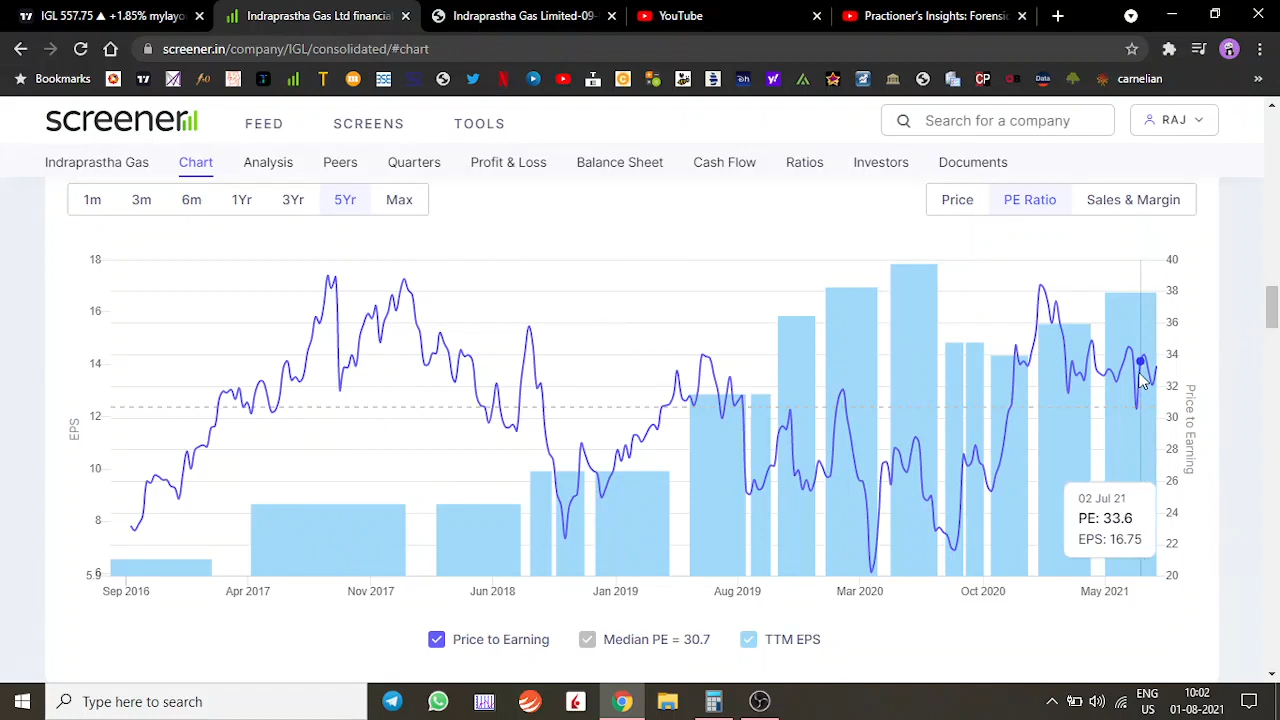 IGL 557.75 ▲ +1.85% mylayo
Indraprastha Gas Ltd financial
Indraprastha Gas Limited-09-
YouTube
Practioner's Insights: Forensic
screener.in/company/IGL/consolidated/#chart
Bookmarks
carnelian
screener
FEED
SCREENS
TOOLS
Search for a company
RAJ
Indraprastha Gas
Chart
Analysis
Peers
Quarters
Profit & Loss
Balance Sheet
Cash Flow
Ratios
Investors
Documents
1m
3m
6m
1Yr
3Yr
5Yr
Max
Price
PE Ratio
Sales & Margin
18
16
14
12
10
8
6
5.9
EPS
40
38
36
34
32
30
28
26
24
22
20
Price to Earning
02 Jul 21
PE: 33.6
EPS: 16.75
Sep 2016
Apr 2017
Nov 2017
Jun 2018
Jan 2019
Aug 2019
Mar 2020
Oct 2020
May 2021
Price to Earning
Median PE = 30.7
TTM EPS
Type here to search
ENG
US
10:02
01-08-2021